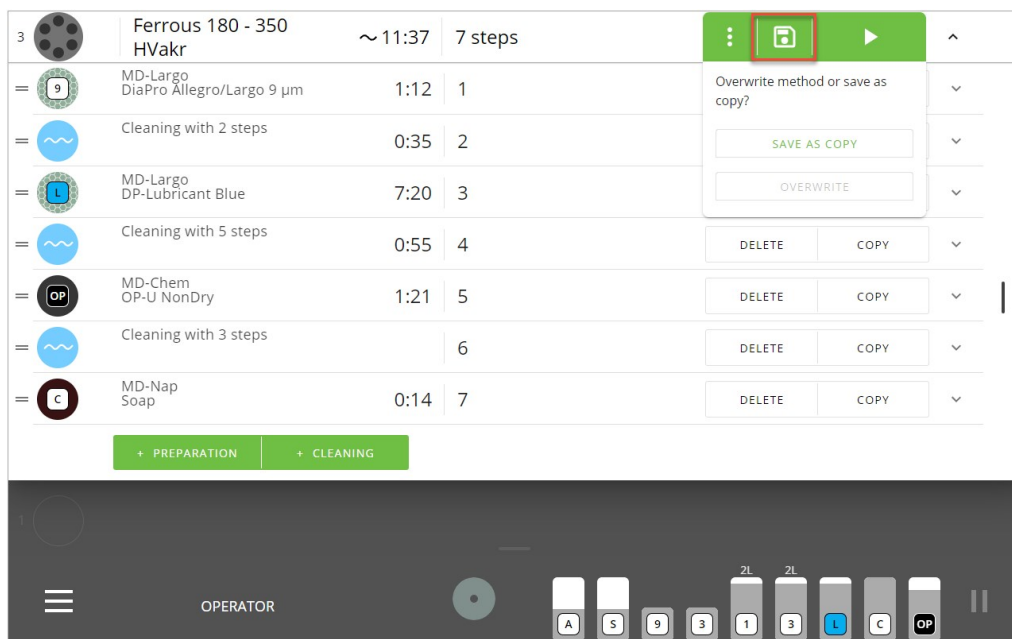 3
Ferrous 180 - 350
HVakr
~ 11:37
7 steps
Overwrite method or save as
copy?
SAVE AS COPY
OVERWRITE
9
MD-Largo
DiaPro Allegro/Largo 9 µm
1:12
1
Cleaning with 2 steps
0:35
2
L
MD-Largo
DP-Lubricant Blue
7:20
3
Cleaning with 5 steps
0:55
4
DELETE
COPY
OP
MD-Chem
OP-U NonDry
1:21
5
DELETE
COPY
Cleaning with 3 steps
6
DELETE
COPY
C
MD-Nap
Soap
0:14
7
DELETE
COPY
+ PREPARATION
+ CLEANING
1
OPERATOR
2L
2L
A
S
9
3
1
3
L
C
OP